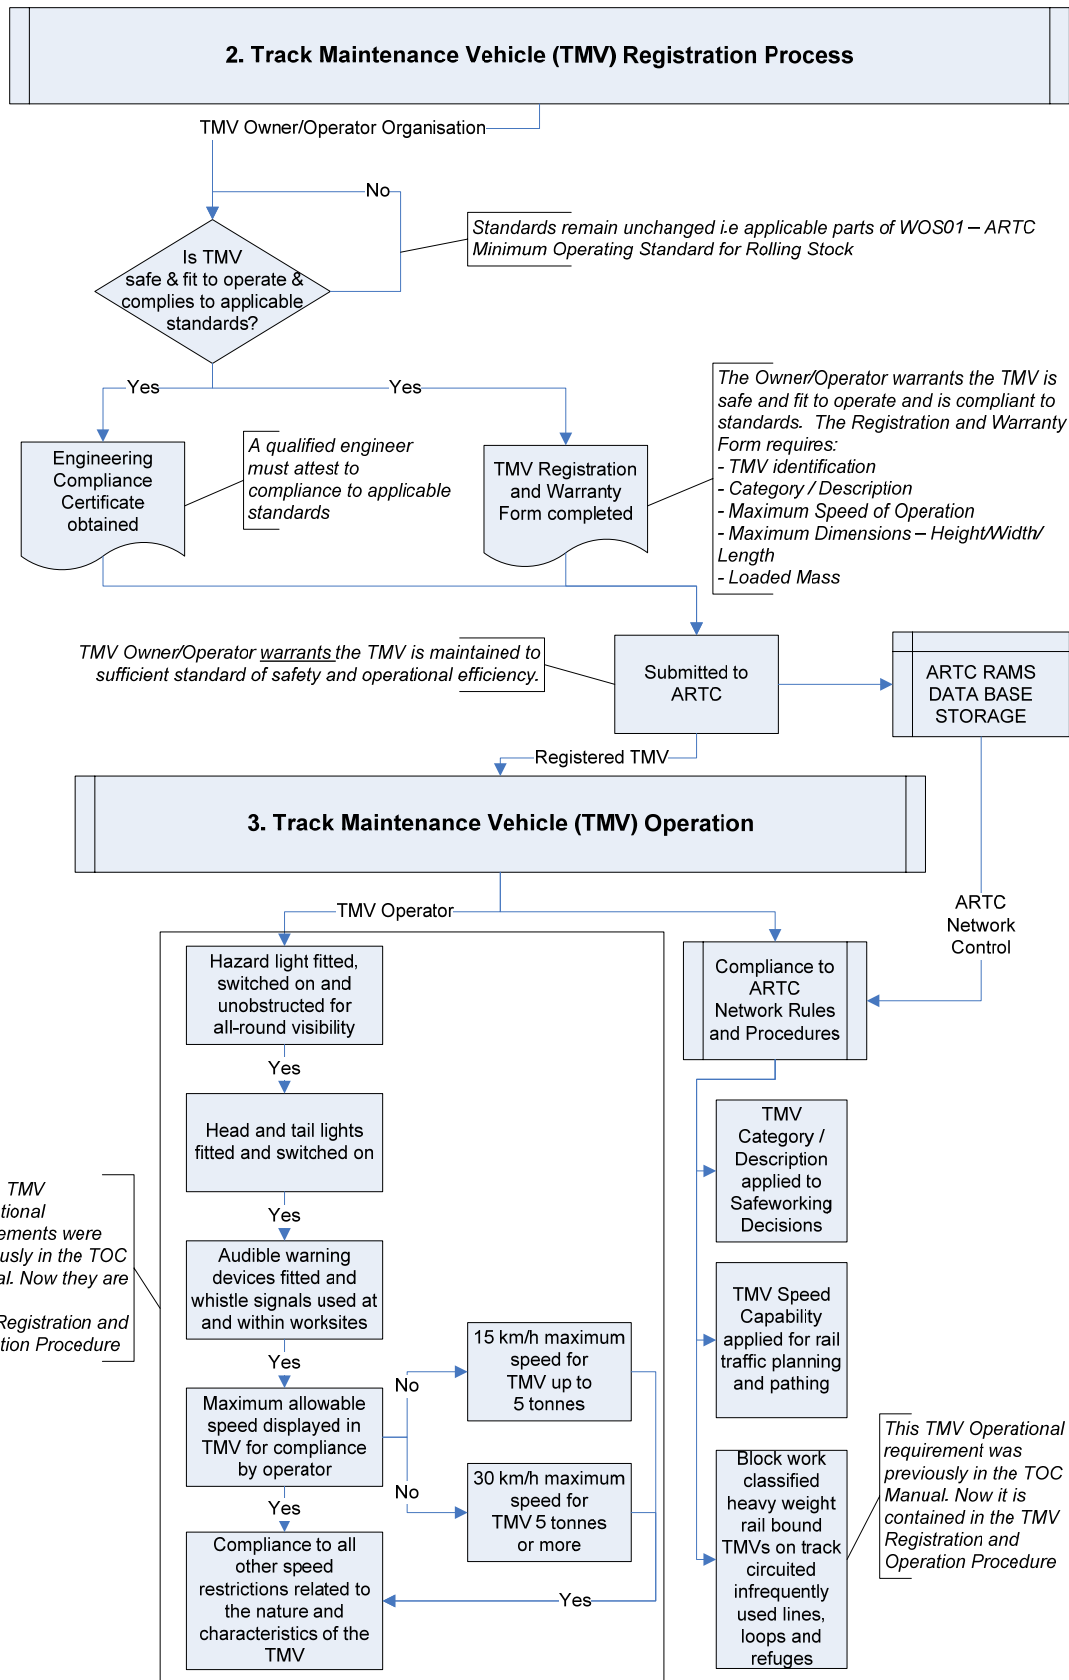 2. Track Maintenance Vehicle (TMV) Registration Process
TMV Owner/Operator Organisation
No
Standards remain unchanged i.e applicable parts of WOS01 – ARTC
Minimum Operating Standard for Rolling Stock
Is TMV
safe & fit to operate &
complies to applicable
standards?
Yes
Yes
The Owner/Operator warrants the TMV is
safe and fit to operate and is compliant to
standards.  The Registration and Warranty
Form requires:
- TMV identification
- Category / Description
- Maximum Speed of Operation
- Maximum Dimensions – Height/Width/
Length
- Loaded Mass
Engineering
Compliance
Certificate
obtained
A qualified engineer
must attest to
compliance to applicable
standards
TMV Registration
and Warranty
Form completed
TMV Owner/Operator warrants the TMV is maintained to
sufficient standard of safety and operational efficiency.
Submitted to
ARTC
ARTC RAMS
DATA BASE
STORAGE
Registered TMV
3. Track Maintenance Vehicle (TMV) Operation
TMV Operator
ARTC
Network
Control
Hazard light fitted,
switched on and
unobstructed for
all-round visibility
Compliance to
ARTC
Network Rules
and Procedures
Yes
Head and tail lights
fitted and switched on
TMV
Category /
Description
applied to
Safeworking
Decisions
TMV
were
in the TOC
Now they are
Registration and
Procedure
Yes
Audible warning
devices fitted and
whistle signals used at
and within worksites
TMV Speed
Capability
applied for rail
traffic planning
and pathing
Yes
No
15 km/h maximum
speed for
TMV up to
5 tonnes
Maximum allowable
speed displayed in
TMV for compliance
by operator
No
30 km/h maximum
speed for
TMV 5 tonnes
or more
Yes
Compliance to all
other speed
restrictions related to
the nature and
characteristics of the
TMV
Yes
Block work
classified
heavy weight
rail bound
TMVs on track
circuited
infrequently
used lines,
loops and
refuges
This TMV Operational
requirement was
previously in the TOC
Manual. Now it is
contained in the TMV
Registration and
Operation Procedure